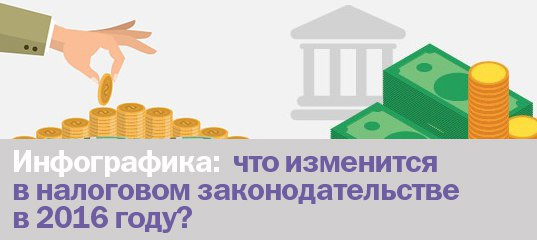 Инфографика: что изменится
в налоговом законодательстве
в 2016 году?